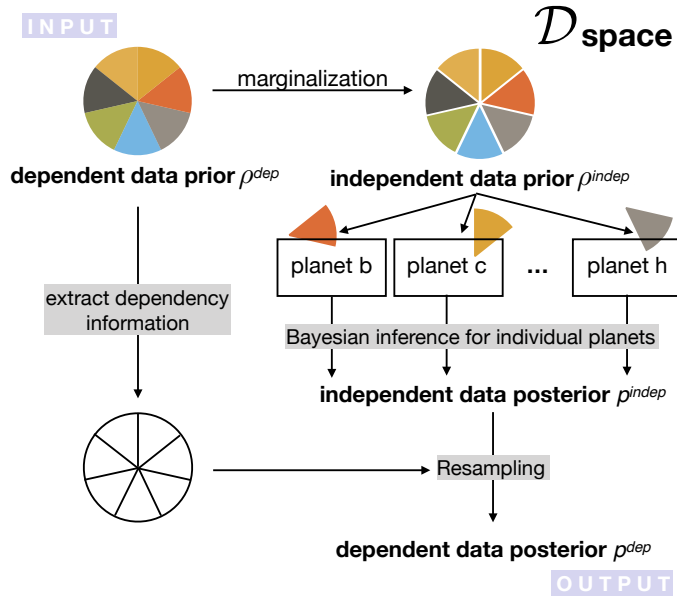 INPUT
𝒟 space
marginalization
dependent data prior ρ^dep
independent data prior ρ^indep
planet b
planet c
...
planet h
extract dependency
information
Bayesian inference for individual planets
independent data posterior p^indep
Resampling
dependent data posterior p^dep
OUTPUT